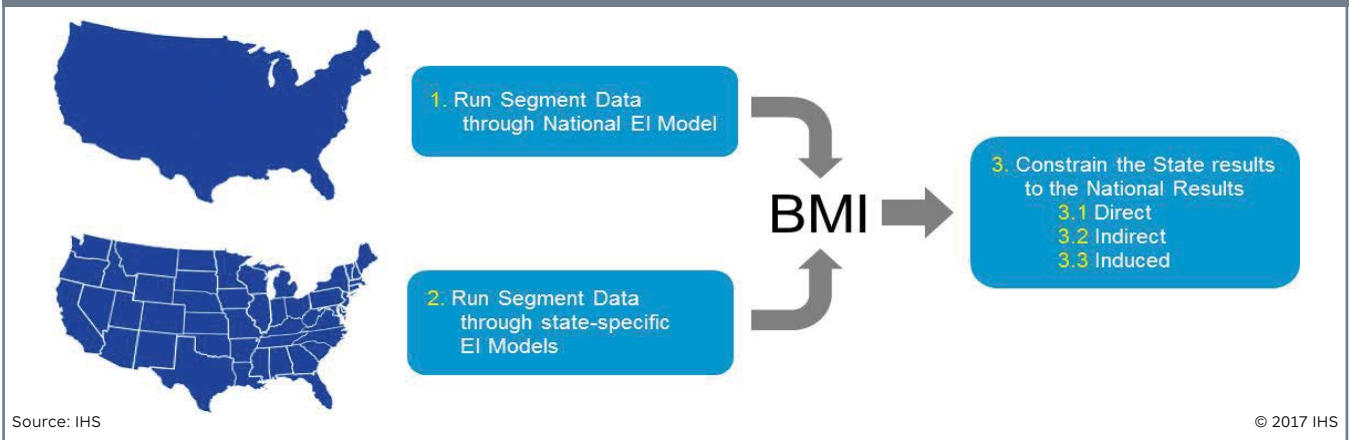 1. Run Segment Data
through National EI Model
2. Run Segment Data
through state-specific
EI Models
BMI
3. Constrain the State results
to the National Results
3.1 Direct
3.2 Indirect
3.3 Induced
Source: IHS
© 2017 IHS